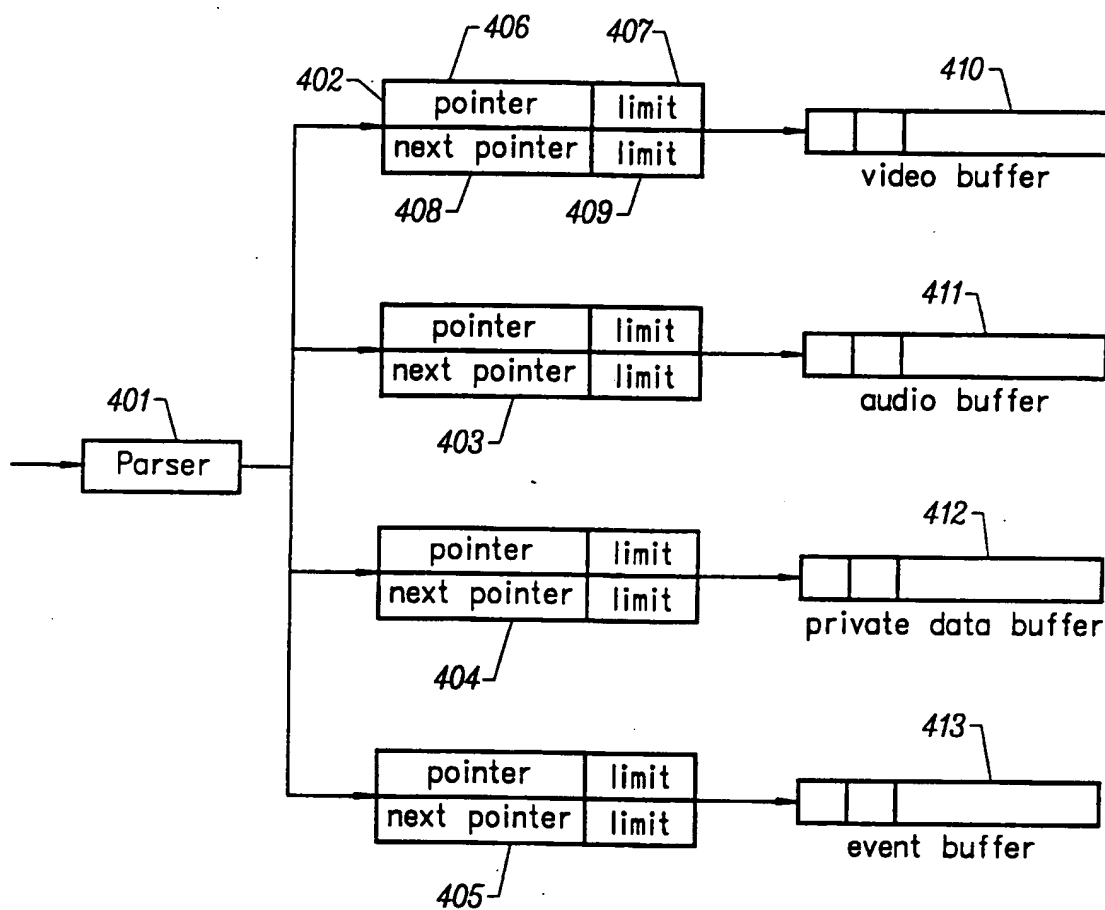 406
407
402
410
pointer
limit
next pointer
limit
video buffer
408
409
411
pointer
limit
next pointer
limit
audio buffer
401
403
Parser
412
pointer
limit
next pointer
limit
private data buffer
404
413
pointer
limit
next pointer
limit
event buffer
405